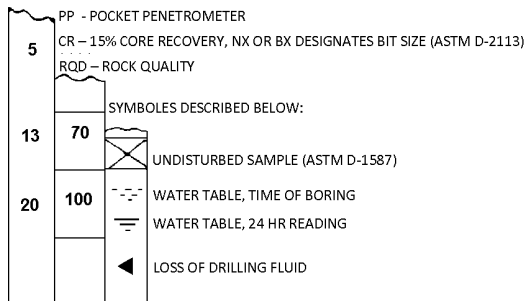 PP - POCKET PENETROMETER
5 CR – 15% CORE RECOVERY, NX OR BX DESIGNATES BIT SIZE (ASTM D-2113)
RQD – ROCK QUALITY
SYMBOLES DESCRIBED BELOW:
13 70
UNDISTURBED SAMPLE (ASTM D-1587)
20 100 WATER TABLE, TIME OF BORING
WATER TABLE, 24 HR READING
LOSS OF DRILLING FLUID